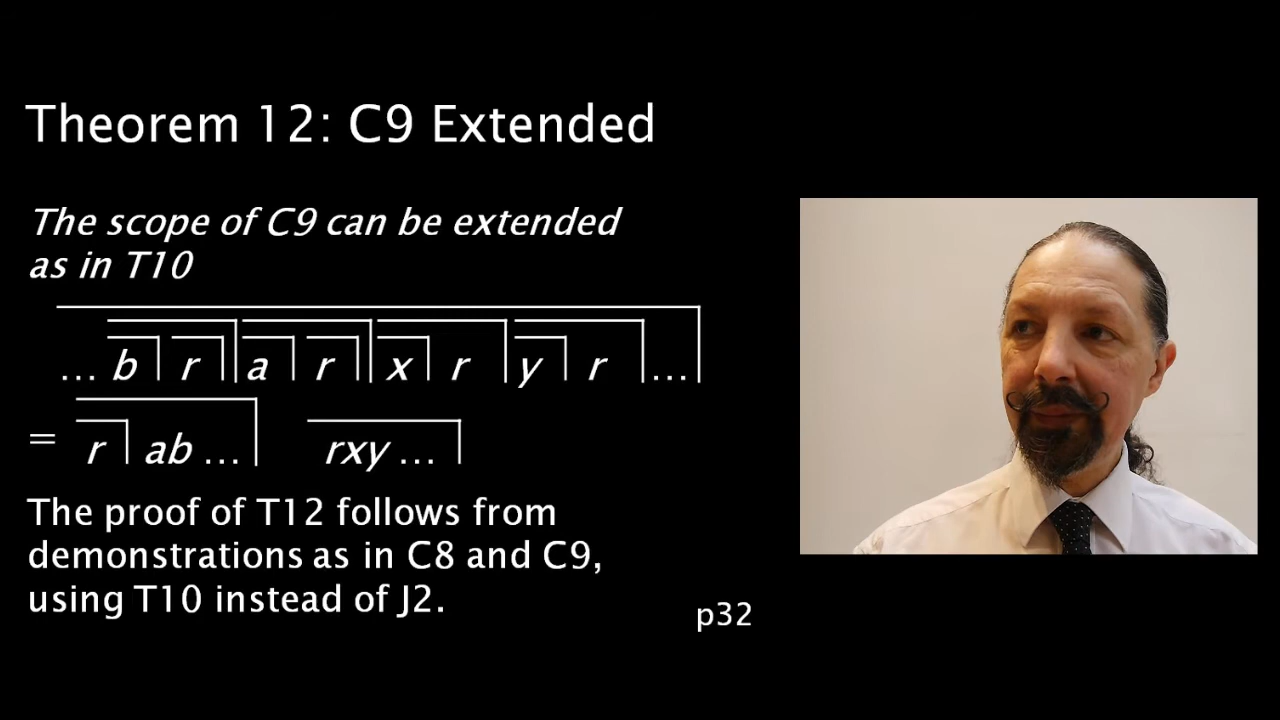 Theorem 12: C9 Extended
The scope of C9 can be extended
as in T10
... b r a r x r y r ...
= r ab ... rxy ...
The proof of T12 follows from
demonstrations as in C8 and C9,
using T10 instead of J2.
p32